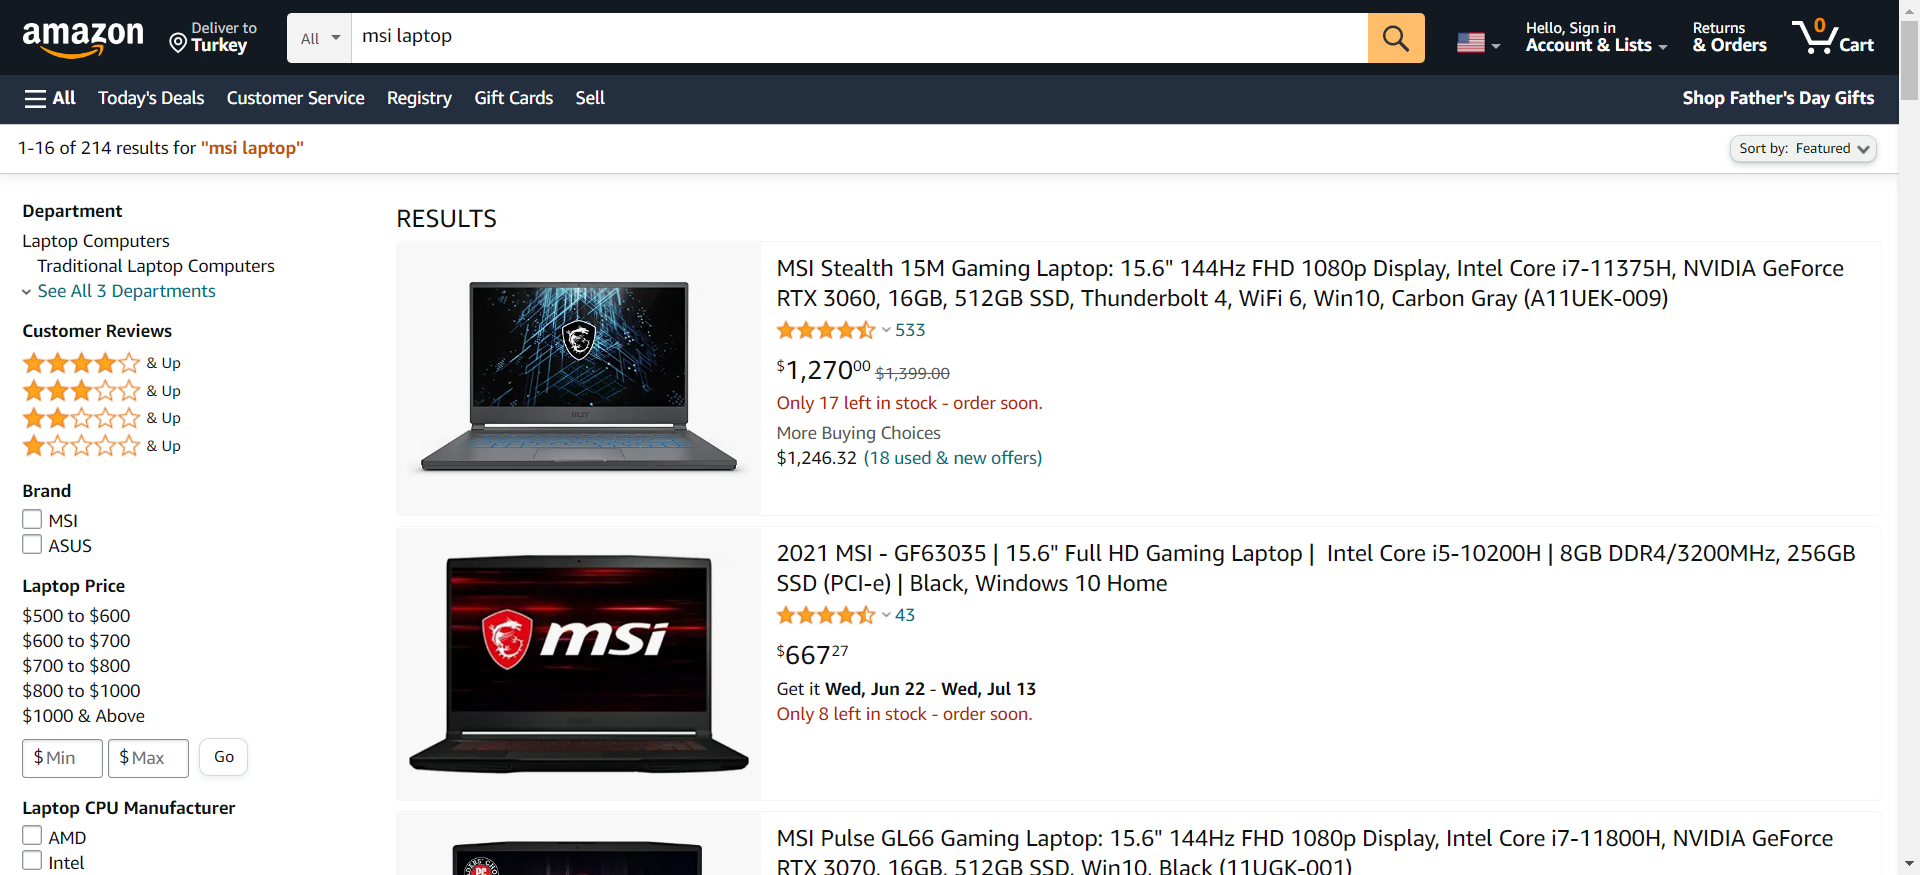 amazon
Deliver to
Turkey
All
msi laptop
Hello, Sign in
Account & Lists
Returns
& Orders
0
Cart
All Today's Deals Customer Service Registry Gift Cards Sell
Shop Father's Day Gifts
1-16 of 214 results for "msi laptop"
Sort by: Featured
Department
Laptop Computers
Traditional Laptop Computers
See All 3 Departments
Customer Reviews
& Up
& Up
& Up
& Up
Brand
MSI
ASUS
Laptop Price
$500 to $600
$600 to $700
$700 to $800
$800 to $1000
$1000 & Above
$ Min $ Max Go
Laptop CPU Manufacturer
AMD
Intel
RESULTS
msi
MSI Stealth 15M Gaming Laptop: 15.6" 144Hz FHD 1080p Display, Intel Core i7-11375H, NVIDIA GeForce
RTX 3060, 16GB, 512GB SSD, Thunderbolt 4, WiFi 6, Win10, Carbon Gray (A11UEK-009)
533
$1,27000 $1,399.00
Only 17 left in stock - order soon.
More Buying Choices
$1,246.32 (18 used & new offers)
msi
2021 MSI - GF63035 | 15.6" Full HD Gaming Laptop | Intel Core i5-10200H | 8GB DDR4/3200MHz, 256GB
SSD (PCI-e) | Black, Windows 10 Home
43
$66727
Get it Wed, Jun 22 - Wed, Jul 13
Only 8 left in stock - order soon.
PC
MSI Pulse GL66 Gaming Laptop: 15.6" 144Hz FHD 1080p Display, Intel Core i7-11800H, NVIDIA GeForce
RTX 3070, 16GB, 512GB SSD, Win10, Black (11UGK-001)